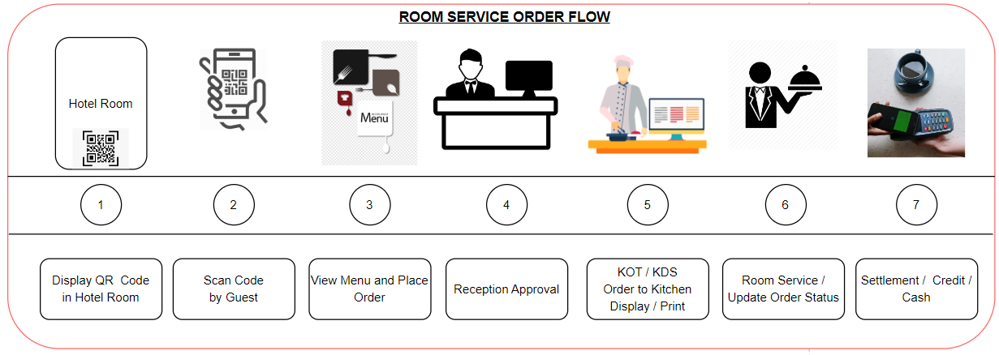 ROOM SERVICE ORDER FLOW
Hotel Room
Menu
1
2
3
4
5
6
7
Display QR Code
in Hotel Room
Scan Code
by Guest
View Menu and Place
Order
Reception Approval
KOT / KDS
Order to Kitchen
Display / Print
Room Service /
Update Order Status
Settlement / Credit /
Cash